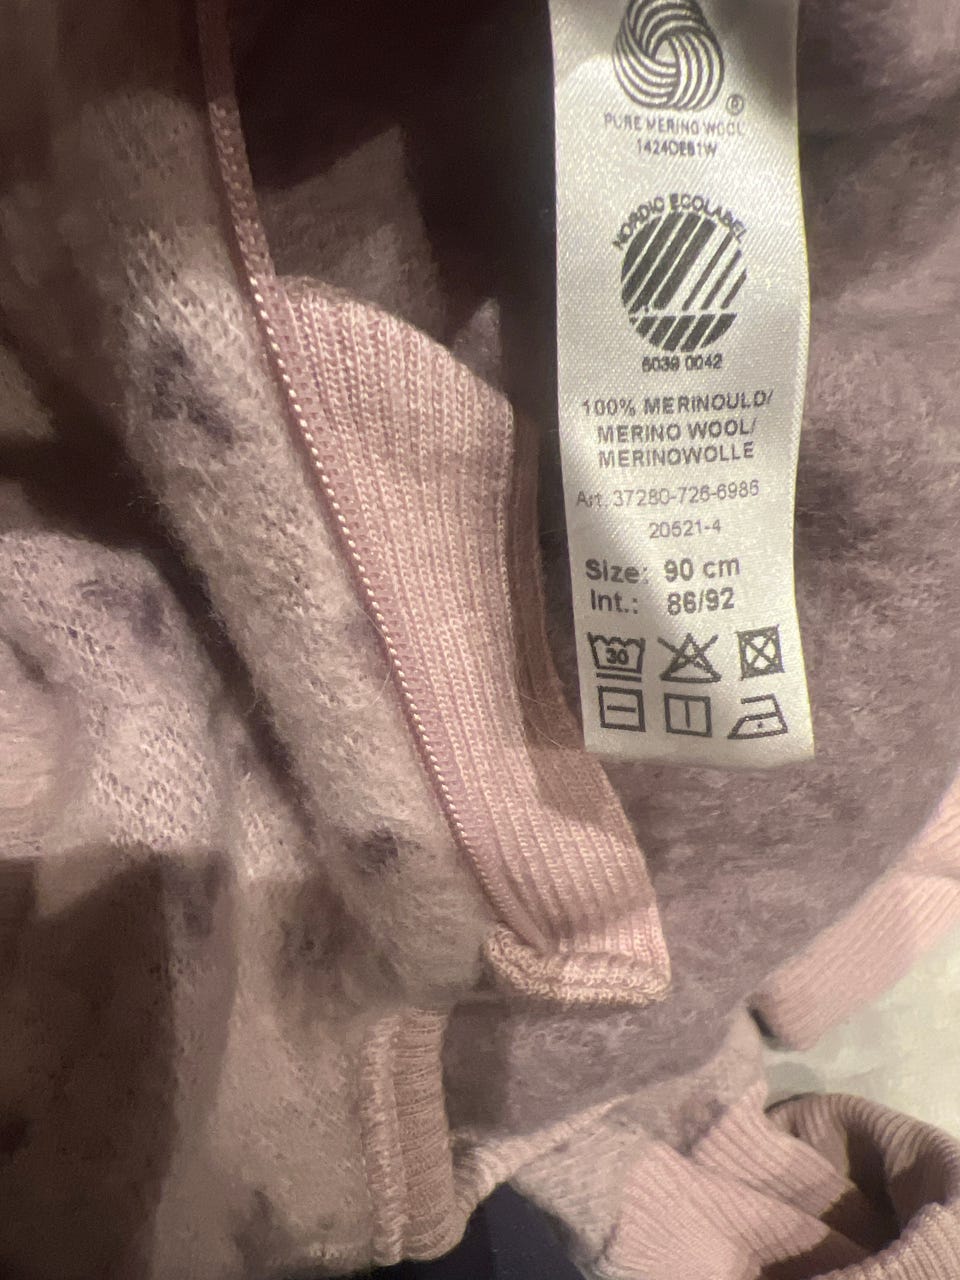 ®
PURE MERINO WOOL
1424DE81W
NORDIC ECOLABEL
5039 0042
100% MERINOULD/
MERINO WOOL/
MERINOWOLLE
Art. 37280-726-6986
20521-4
Size: 90 cm
Int.: 86/92
30